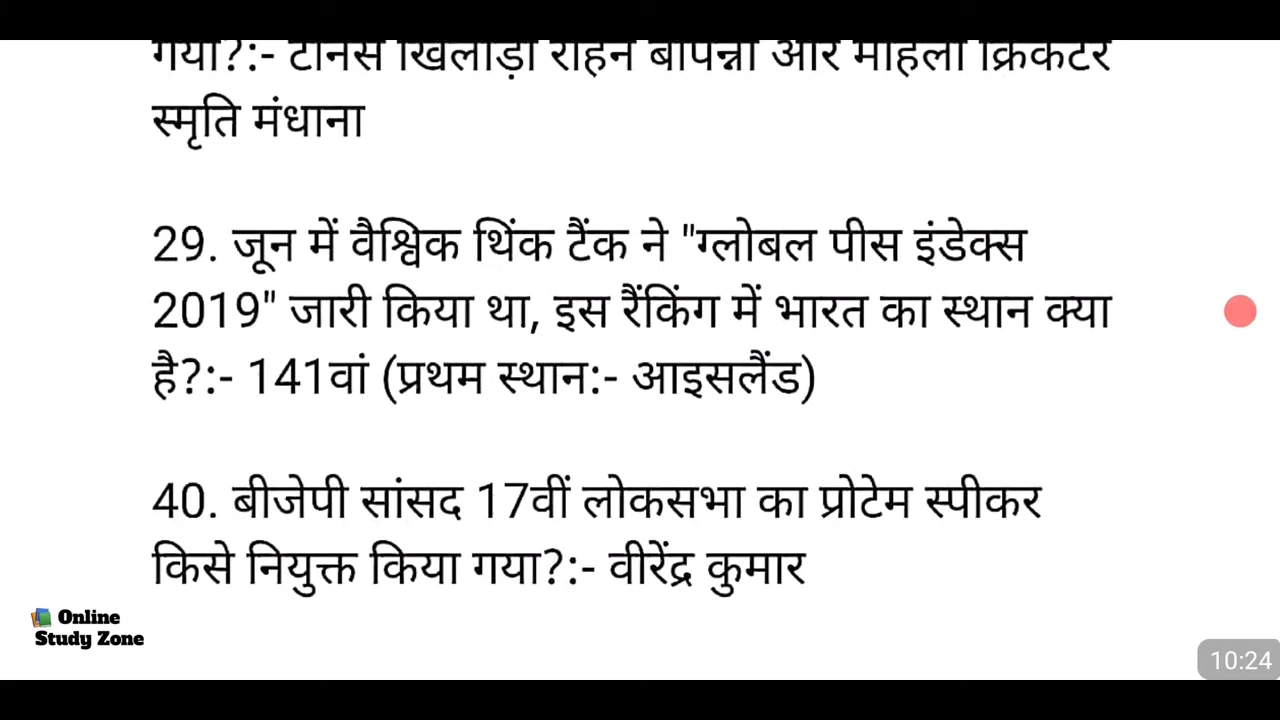 गया?:- टेनिस खिलाड़ी रोहन बोपन्ना और महिला क्रिकेटर
स्मृति मंधाना
29. जून में वैश्विक थिंक टैंक ने "ग्लोबल पीस इंडेक्स
2019" जारी किया था, इस रैंकिंग में भारत का स्थान क्या
है?:- 141वां (प्रथम स्थान:- आइसलैंड)
40. बीजेपी सांसद 17वीं लोकसभा का प्रोटेम स्पीकर
किसे नियुक्त किया गया?:- वीरेंद्र कुमार
Online
Study Zone
10:24